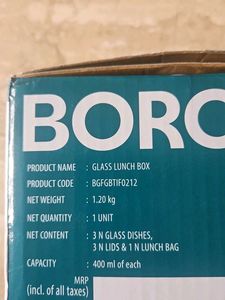 BORO
PRODUCT NAME : GLASS LUNCH BOX
PRODUCT CODE : BGFGBTIF0212
NET WEIGHT : 1.20 kg
NET QUANTITY : 1 UNIT
NET CONTENT : 3 N GLASS DISHES,
3 N LIDS & 1 N LUNCH BAG
CAPACITY : 400 ml of each
MRP
(incl. of all taxes)